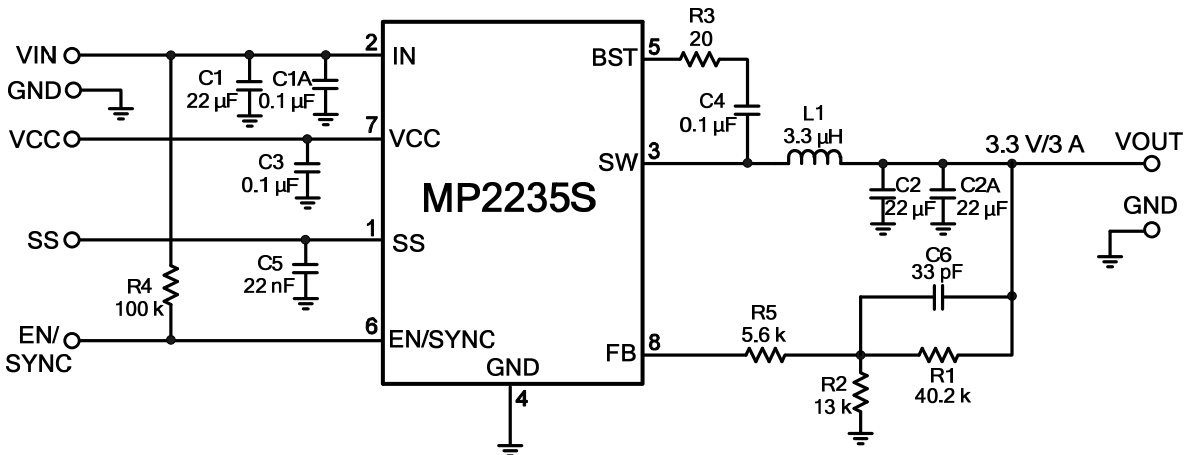 VIN
GND
VCC
SS
EN/
SYNC
R4
100 k
C1
22 µF
C1A
0.1 µF
C3
0.1 µF
C5
22 nF
2
7
1
6
IN
VCC
SS
EN/SYNC
GND
4
MP2235S
BST
SW
FB
5
3
8
R3
20
C4
0.1 µF
L1
3.3 µH
C2
22 µF
C2A
22 µF
3.3 V/3 A
VOUT
GND
C6
33 pF
R5
5.6 k
R2
13 k
R1
40.2 k